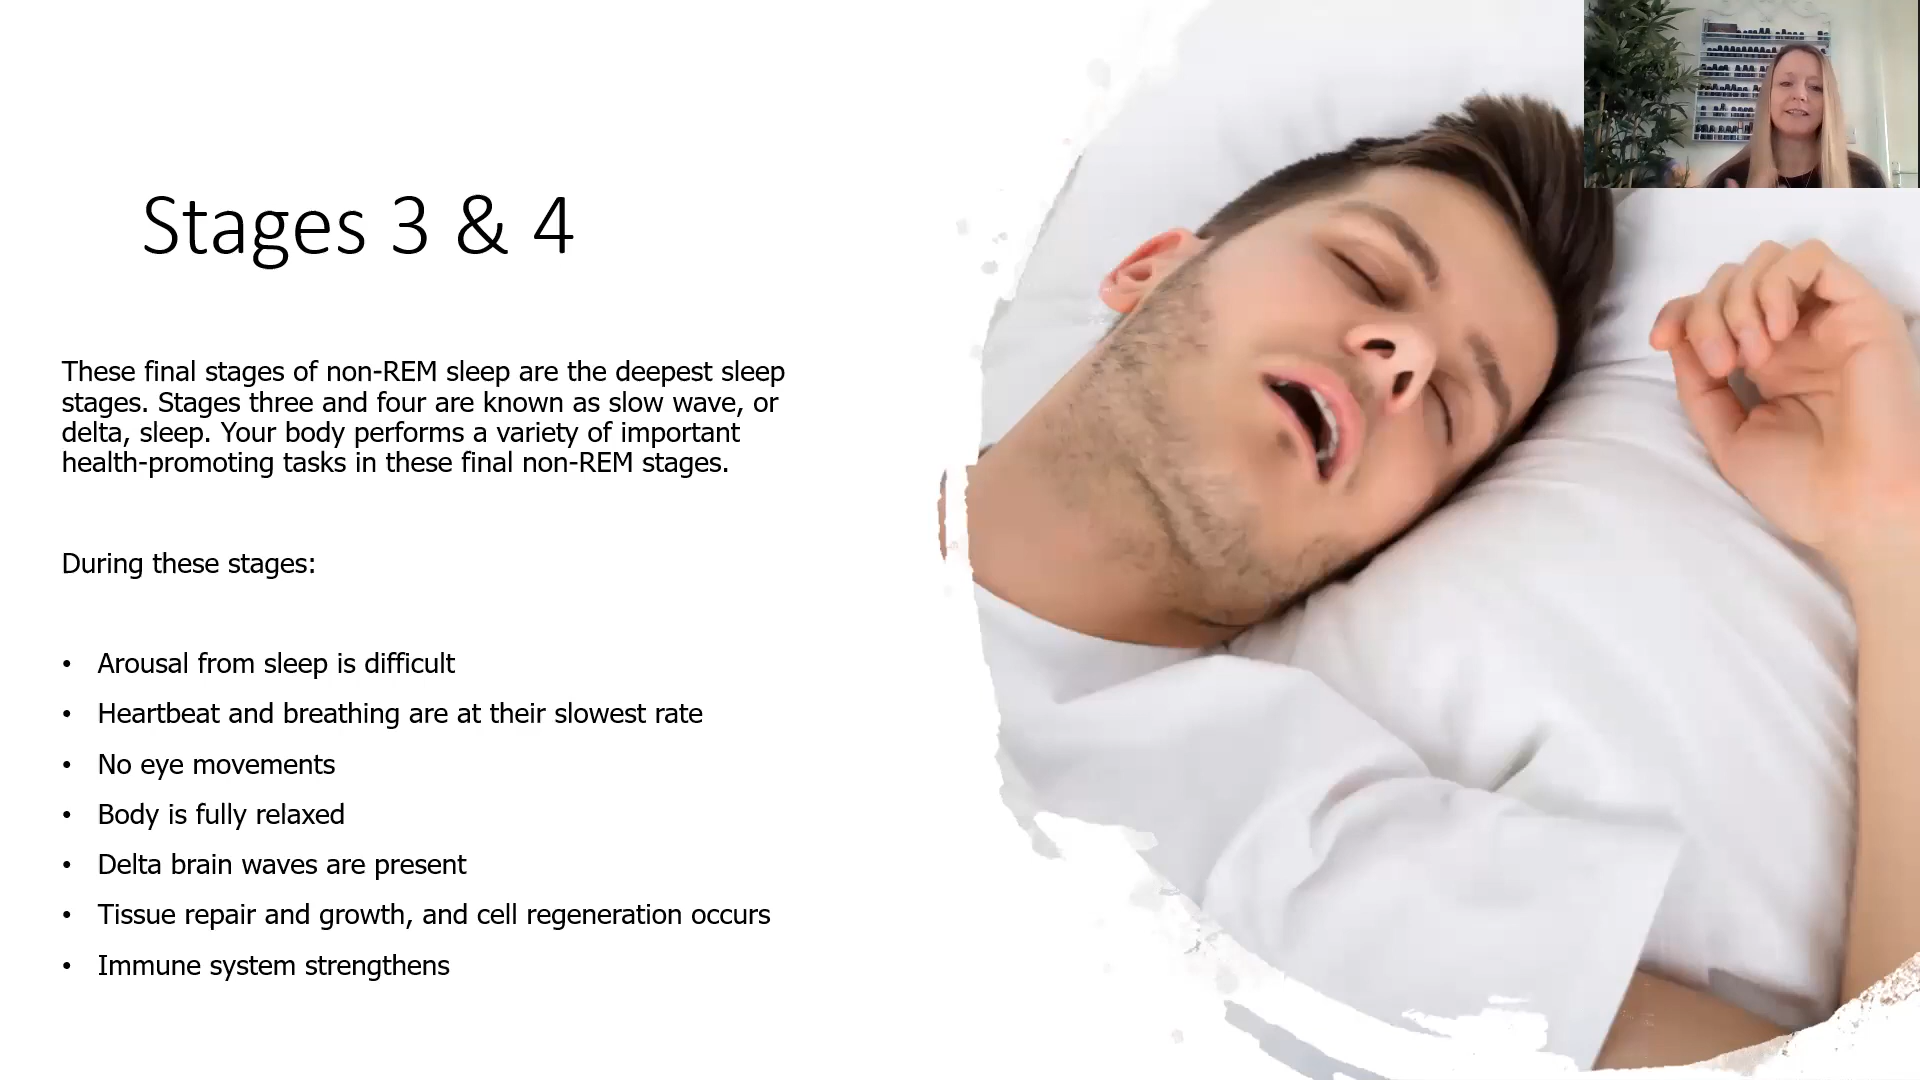 Stages 3 & 4
These final stages of non-REM sleep are the deepest sleep
stages. Stages three and four are known as slow wave, or
delta, sleep. Your body performs a variety of important
health-promoting tasks in these final non-REM stages.
During these stages:
• Arousal from sleep is difficult
• Heartbeat and breathing are at their slowest rate
• No eye movements
• Body is fully relaxed
• Delta brain waves are present
• Tissue repair and growth, and cell regeneration occurs
• Immune system strengthens